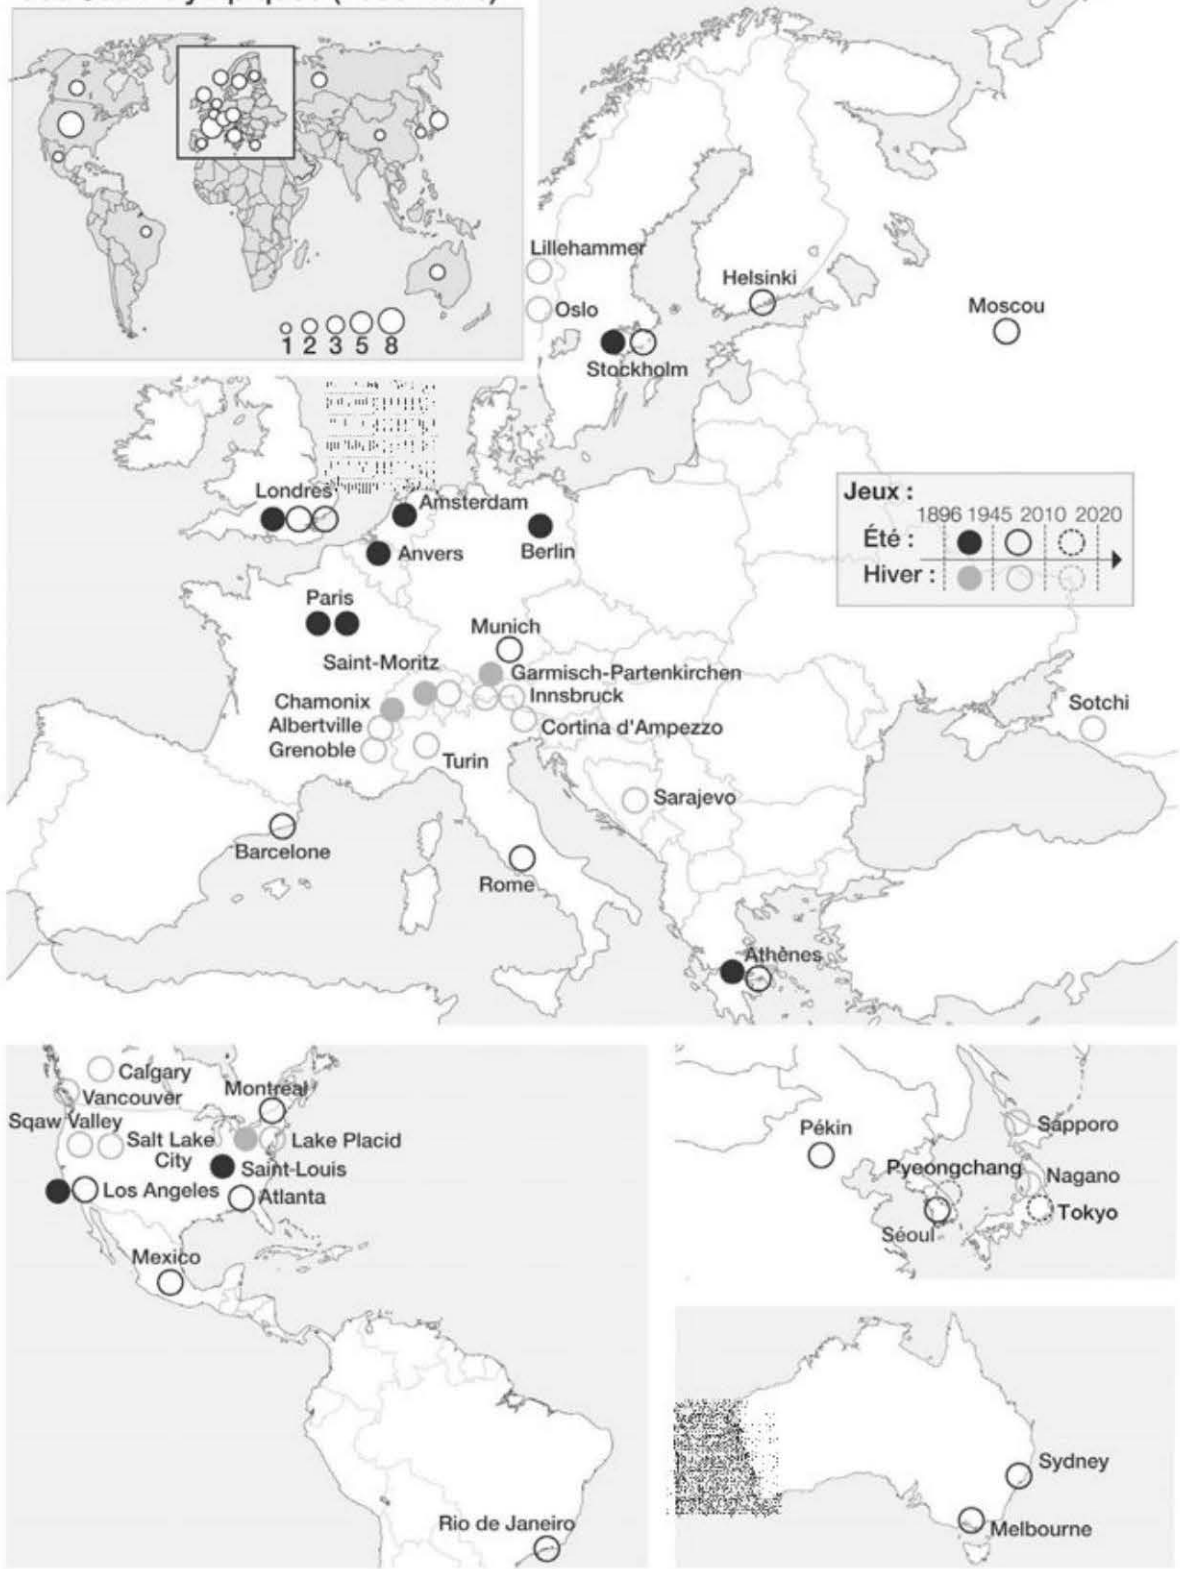 1 2 3 5 8
Lillehammer
Oslo
Helsinki
Moscou
Stockholm
Jeux :
1896 1945 2010 2020
Été :
Hiver :
Londres
Amsterdam
Anvers
Berlin
Paris
Munich
Saint-Moritz
Garmisch-Partenkirchen
Chamonix
Innsbruck
Albertville
Cortina d'Ampezzo
Grenoble
Turin
Sotchi
Sarajevo
Barcelone
Rome
Athènes
Calgary
Vancouver
Montreal
Sqaw Valley
Salt Lake
City
Lake Placid
Saint-Louis
Los Angeles
Atlanta
Mexico
Rio de Janeiro
Pékin
Sapporo
Pyeongchang
Nagano
Tokyo
Séoul
Sydney
Melbourne